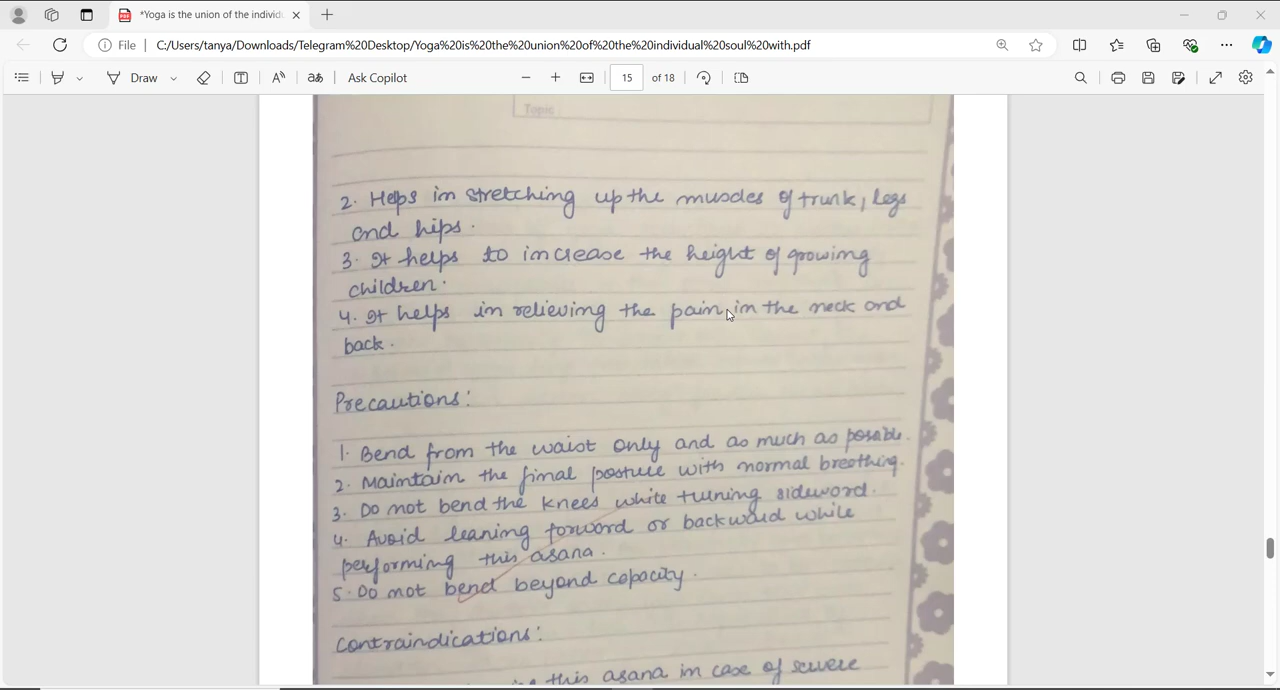 *Yoga is the union of the individu
File
C:/Users/tanya/Downloads/Telegram%20Desktop/Yoga%20is%20the%20union%20of%20the%20individual%20soul%20with.pdf
Draw
aあ
Ask Copilot
15
of 18
Topic
2. Helps in stretching up the muscles of trunk, legs
and hips.
3. It helps to increase the height of growing
children.
4. It helps in relieving the pain in the neck and
back.
Precautions:
1. Bend from the waist only and as much as possible.
2. Maintain the final posture with normal breathing.
3. Do not bend the knees white turning sideword.
4. Avoid leaning forword or backward while
performing this asana.
5. Do not bend beyond capacity.
Contraindications:
this asana in case of severe